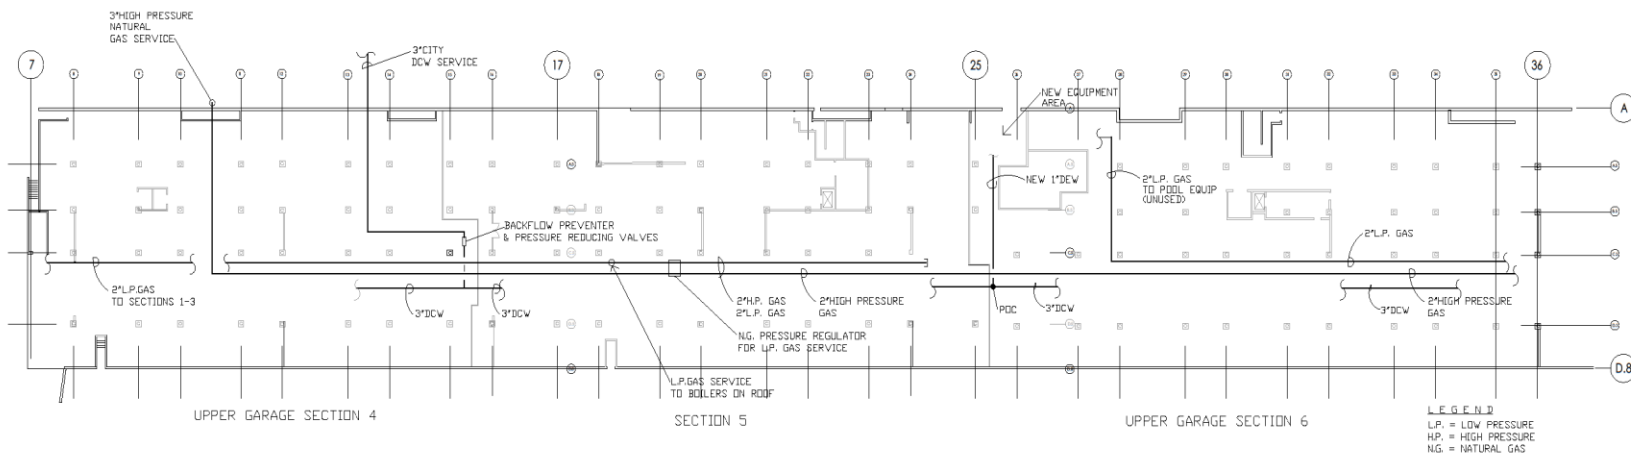 3"HIGH PRESSURE
NATURAL
GAS SERVICE
3"CITY
DCW SERVICE
7
17
25
36
A
NEW EQUIPMENT
AREA
NEW 1"DEW
2"L.P. GAS
TO POOL EQUIP
(UNUSED)
BACKFLOW PREVENTER
& PRESSURE REDUCING VALVES
2"L.P. GAS
2"L.P.GAS
TO SECTIONS 1-3
3"DCW
3"DCW
2"H.P. GAS
2"L.P. GAS
2"HIGH PRESSURE
GAS
POC
3"DCW
3"DCW
2"HIGH PRESSURE
GAS
N.G. PRESSURE REGULATOR
FOR L.P. GAS SERVICE
L.P.GAS SERVICE
TO BOILERS ON ROOF
D.8
UPPER GARAGE SECTION 4
SECTION 5
UPPER GARAGE SECTION 6
LEGEND
L.P. = LOW PRESSURE
H.P. = HIGH PRESSURE
N.G. = NATURAL GAS